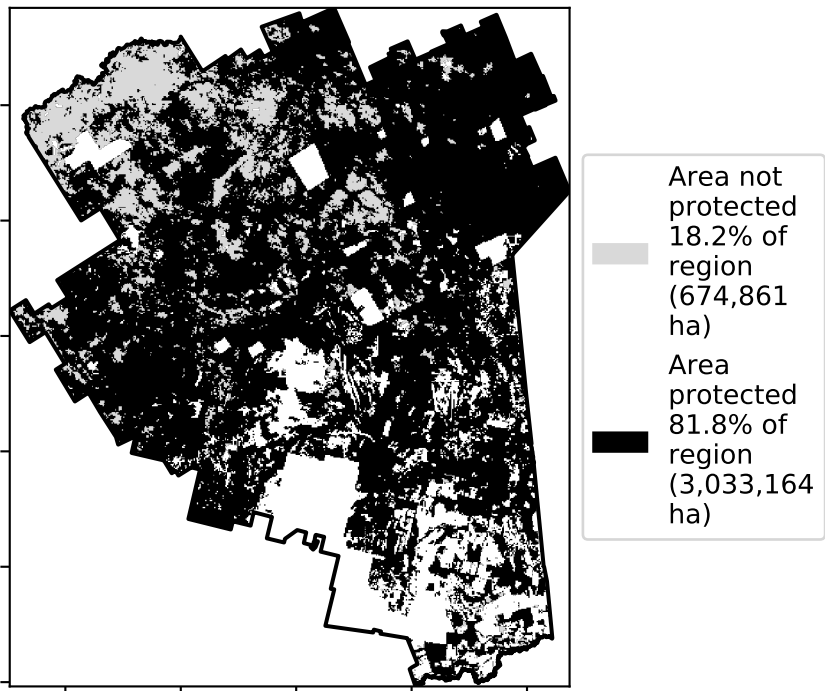 Area not
protected
18.2% of
region
(674,861
ha)
Area
protected
81.8% of
region
(3,033,164
ha)